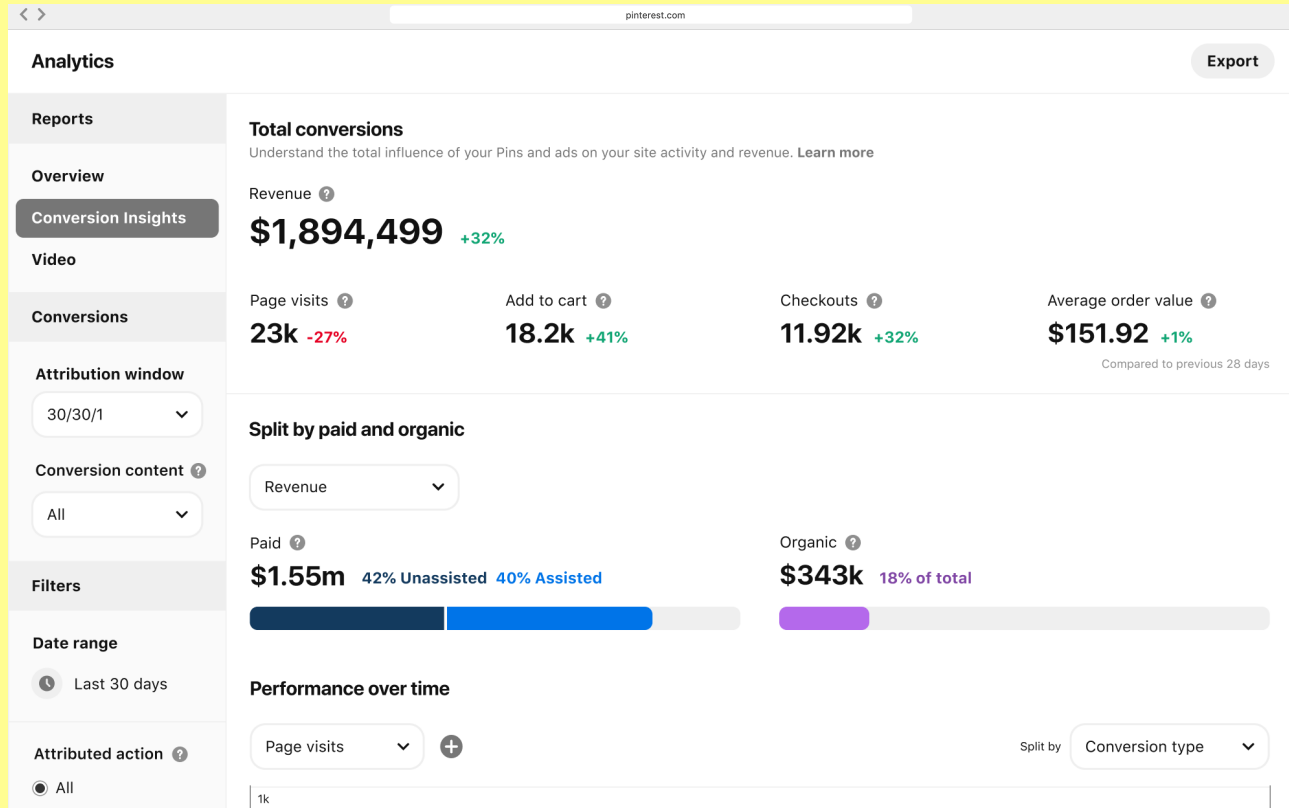 pinterest.com
Analytics
Export
Reports
Overview
Conversion Insights
Video
Conversions
Attribution window
30/30/1
Conversion content ?
All
Filters
Date range
Last 30 days
Attributed action ?
All
Total conversions
Understand the total influence of your Pins and ads on your site activity and revenue. Learn more
Revenue ?
$1,894,499 +32%
Page visits ?
23k -27%
Add to cart ?
18.2k +41%
Checkouts ?
11.92k +32%
Average order value ?
$151.92 +1%
Compared to previous 28 days
Split by paid and organic
Revenue
Paid ?
$1.55m 42% Unassisted 40% Assisted
Organic ?
$343k 18% of total
Performance over time
Page visits
Split by Conversion type
1k